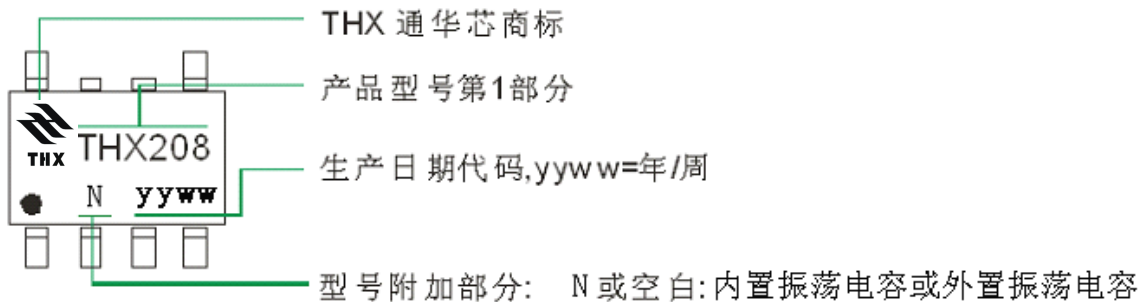 THX 通华芯商标
产品型号第1部分
THX
THX208
生产日期代码,yyww=年/周
N yyww
型号附加部分: N或空白:内置振荡电容或外置振荡电容